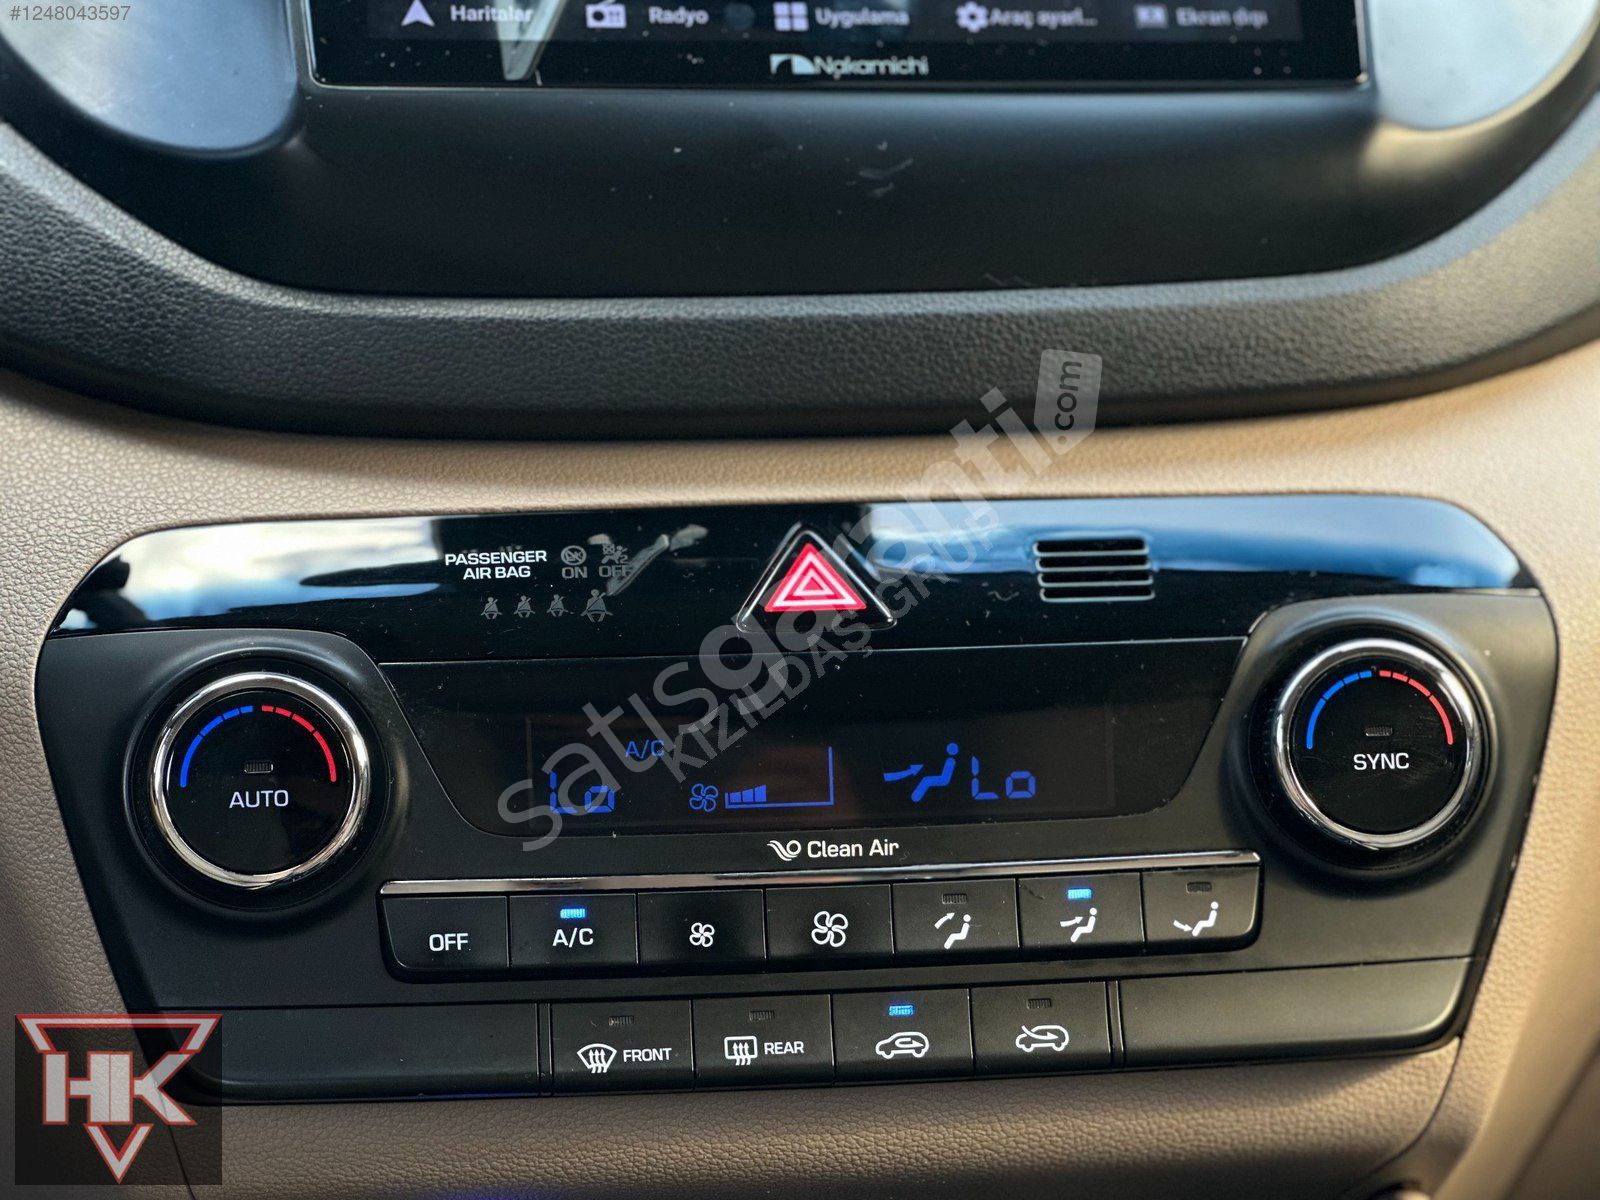 #1248043597
Haritalar Radyo Uygulama Araç ayarl... Ekran dışı
Nakamichi
satisgaranti.com
KIZILDAŞ GRUP
PASSENGER
AIR BAG
ON OFF
AUTO
A/C
Lo Lo
SYNC
Clean Air
OFF A/C
FRONT REAR
HK